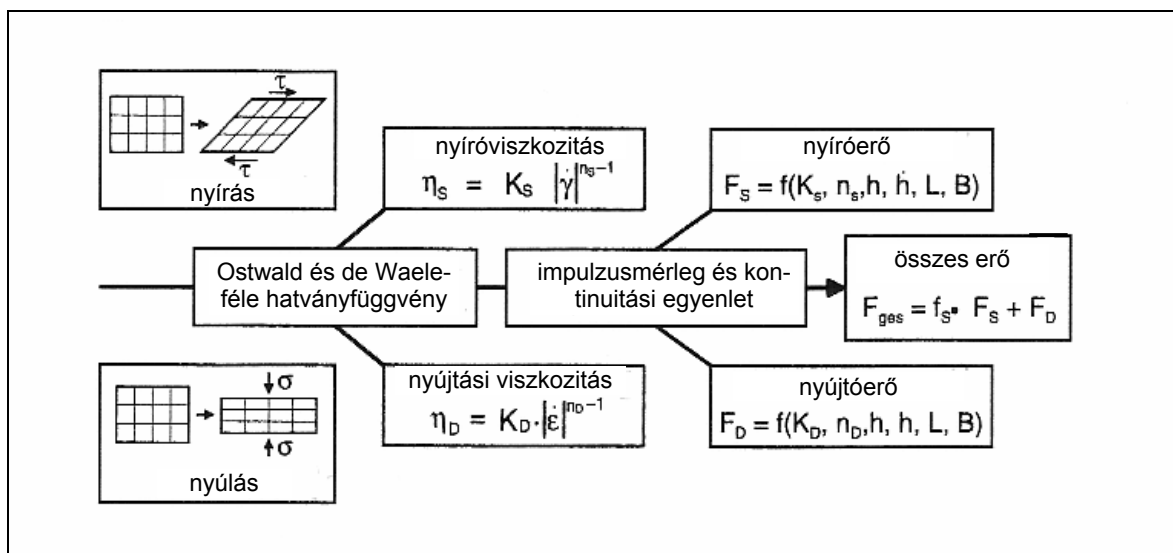 τ
τ
nyírás
nyíróviszkozitás
η_S = K_S |γ̇|^(n_S-1)
nyíróerő
F_S = f(K_s, n_s,h, ḣ, L, B)
Ostwald és de Waele-
féle hatványfüggvény
impulzusmérleg és kon-
tinuitási egyenlet
összes erő
F_ges = f_S▪ F_S + F_D
σ
σ
nyúlás
nyújtási viszkozitás
η_D = K_D·|ε̇|^(n_D-1)
nyújtóerő
F_D = f(K_D, n_D,h, h, L, B)